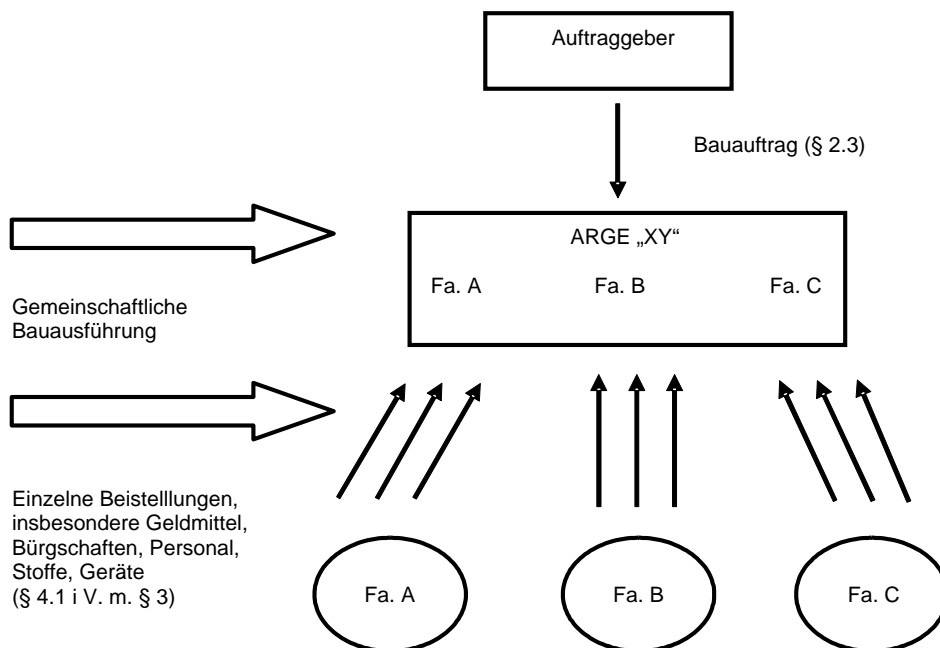 Auftraggeber
Bauauftrag (§ 2.3)
ARGE „XY“
Fa. A
Fa. B
Fa. C
Gemeinschaftliche
Bauausführung
Einzelne Beistelllungen,
insbesondere Geldmittel,
Bürgschaften, Personal,
Stoffe, Geräte
(§ 4.1 i V. m. § 3)
Fa. A
Fa. B
Fa. C